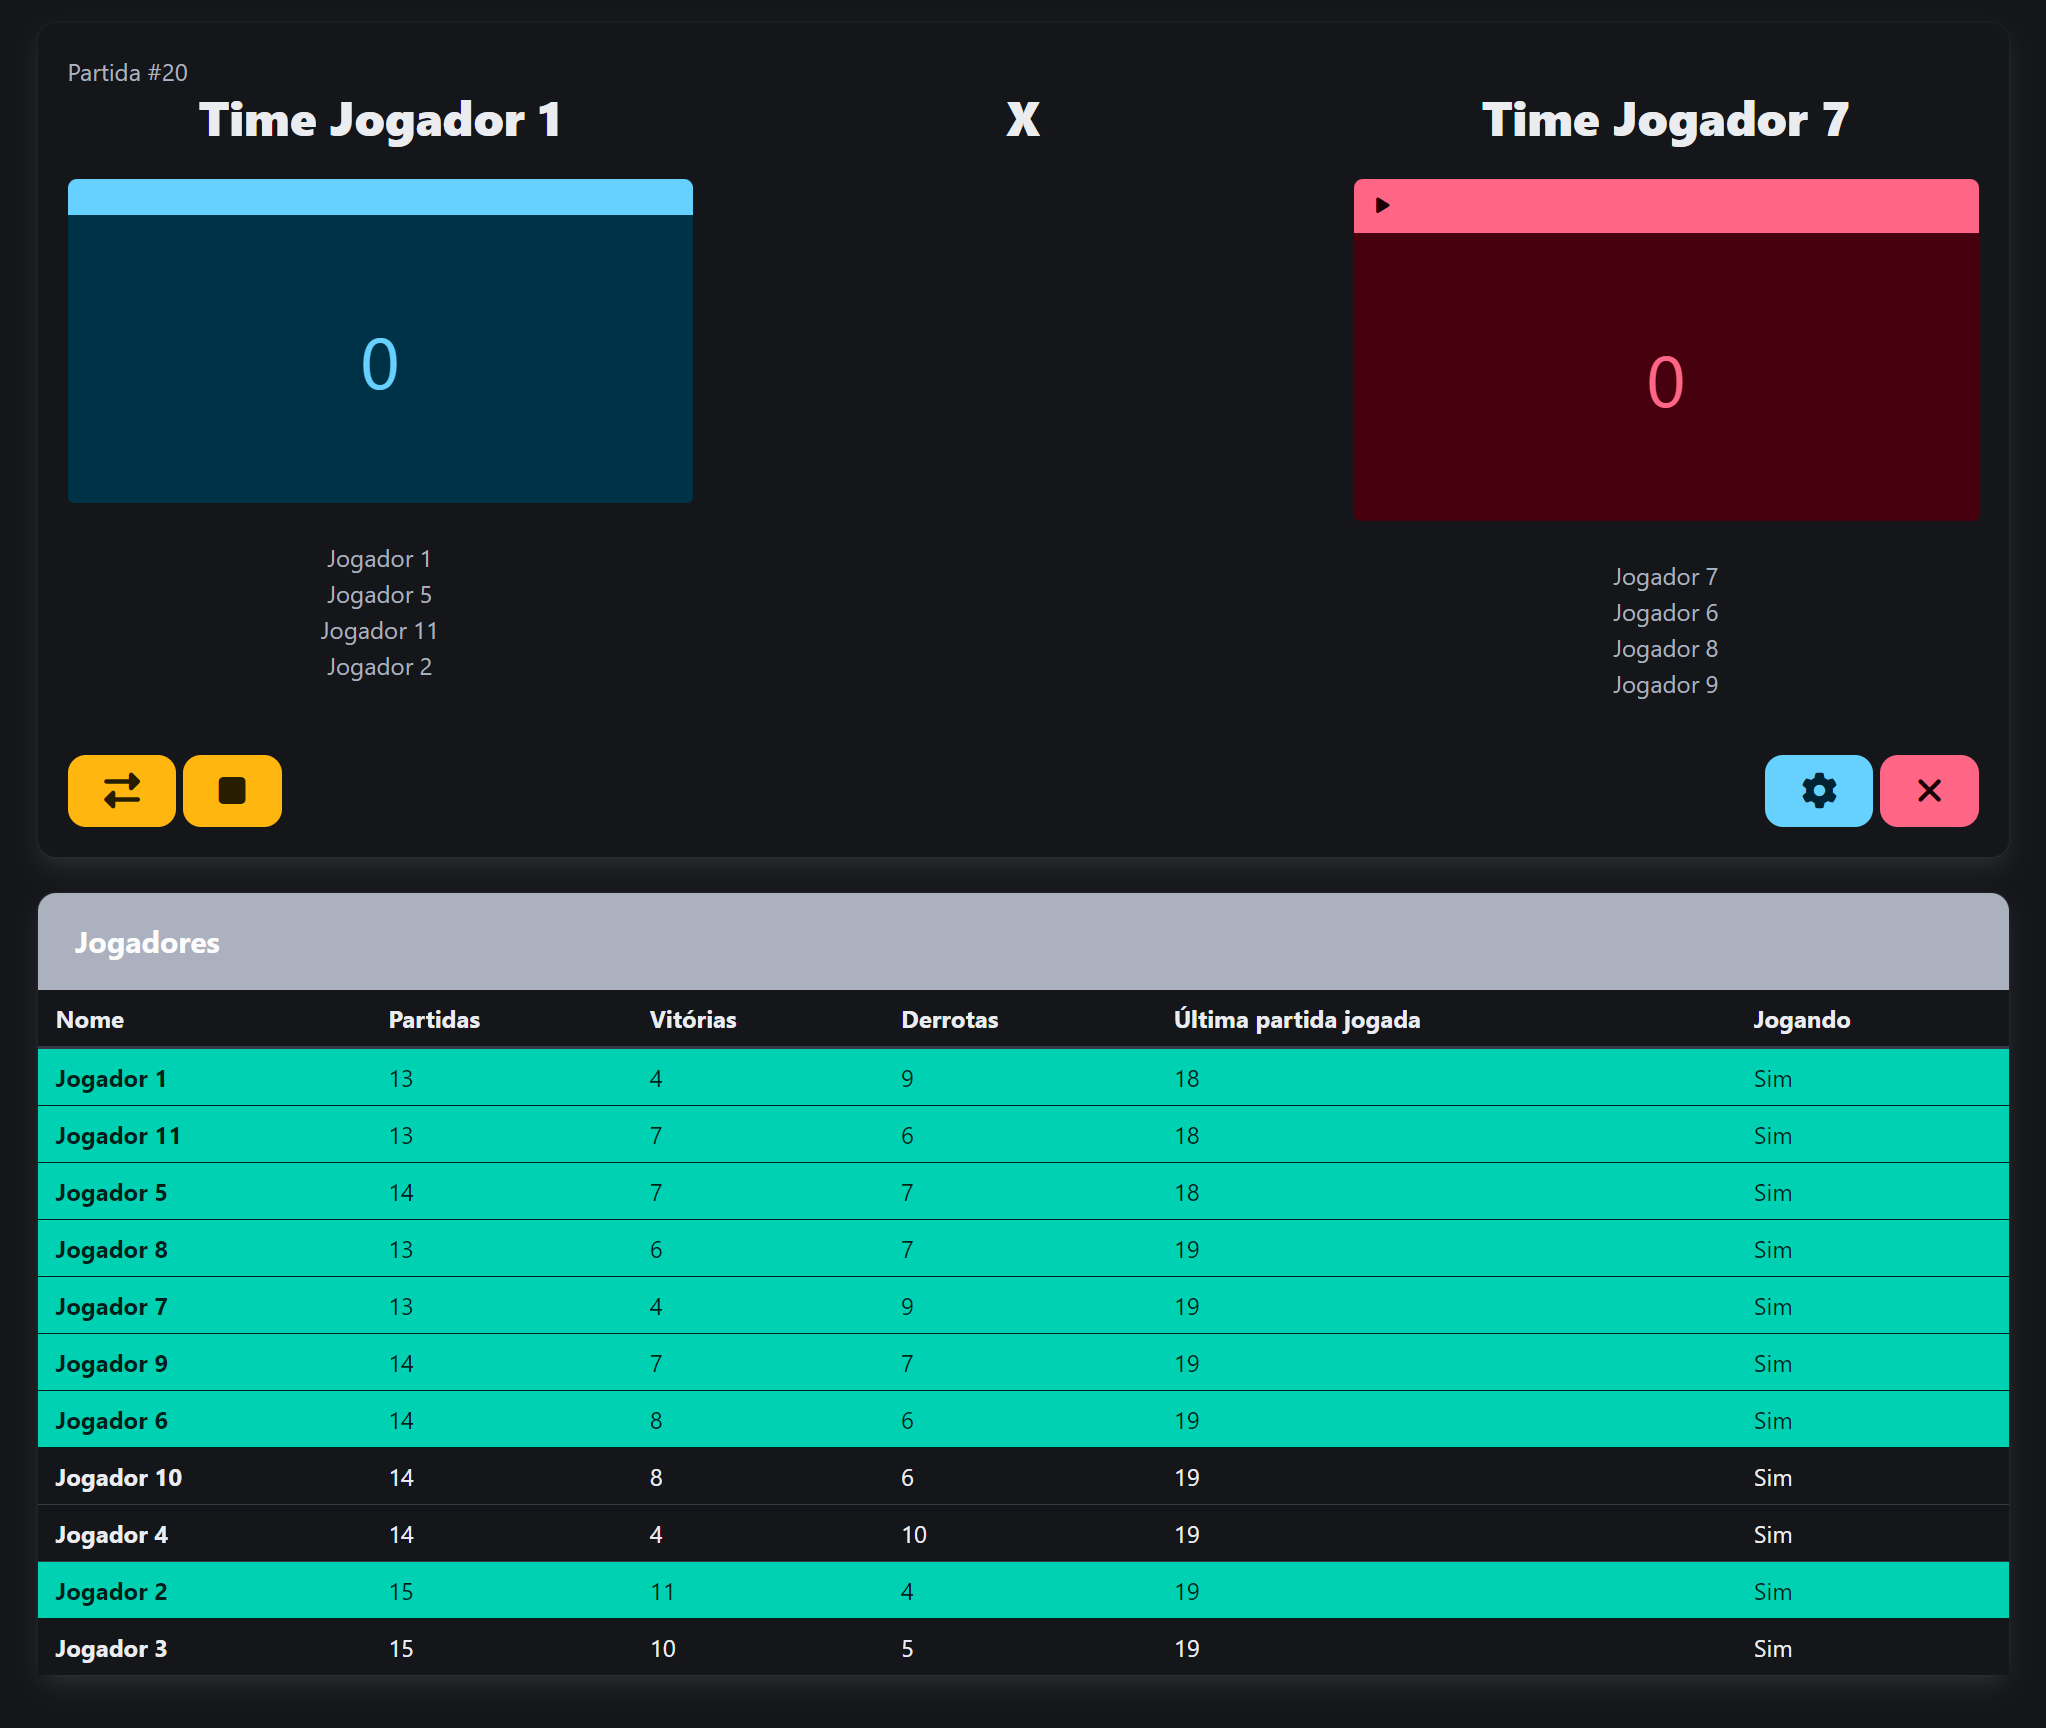 Partida #20
Time Jogador 1 X Time Jogador 7
0 0
Jogador 1
Jogador 5
Jogador 11
Jogador 2
Jogador 7
Jogador 6
Jogador 8
Jogador 9
Jogadores
Nome Partidas Vitórias Derrotas Última partida jogada Jogando
Jogador 1 13 4 9 18 Sim
Jogador 11 13 7 6 18 Sim
Jogador 5 14 7 7 18 Sim
Jogador 8 13 6 7 19 Sim
Jogador 7 13 4 9 19 Sim
Jogador 9 14 7 7 19 Sim
Jogador 6 14 8 6 19 Sim
Jogador 10 14 8 6 19 Sim
Jogador 4 14 4 10 19 Sim
Jogador 2 15 11 4 19 Sim
Jogador 3 15 10 5 19 Sim